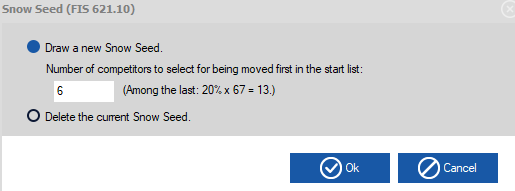 Snow Seed (FIS 621.10)
Draw a new Snow Seed.
Number of competitors to select for being moved first in the start list:
6 (Among the last: 20% x 67 = 13.)
Delete the current Snow Seed.
Ok Cancel